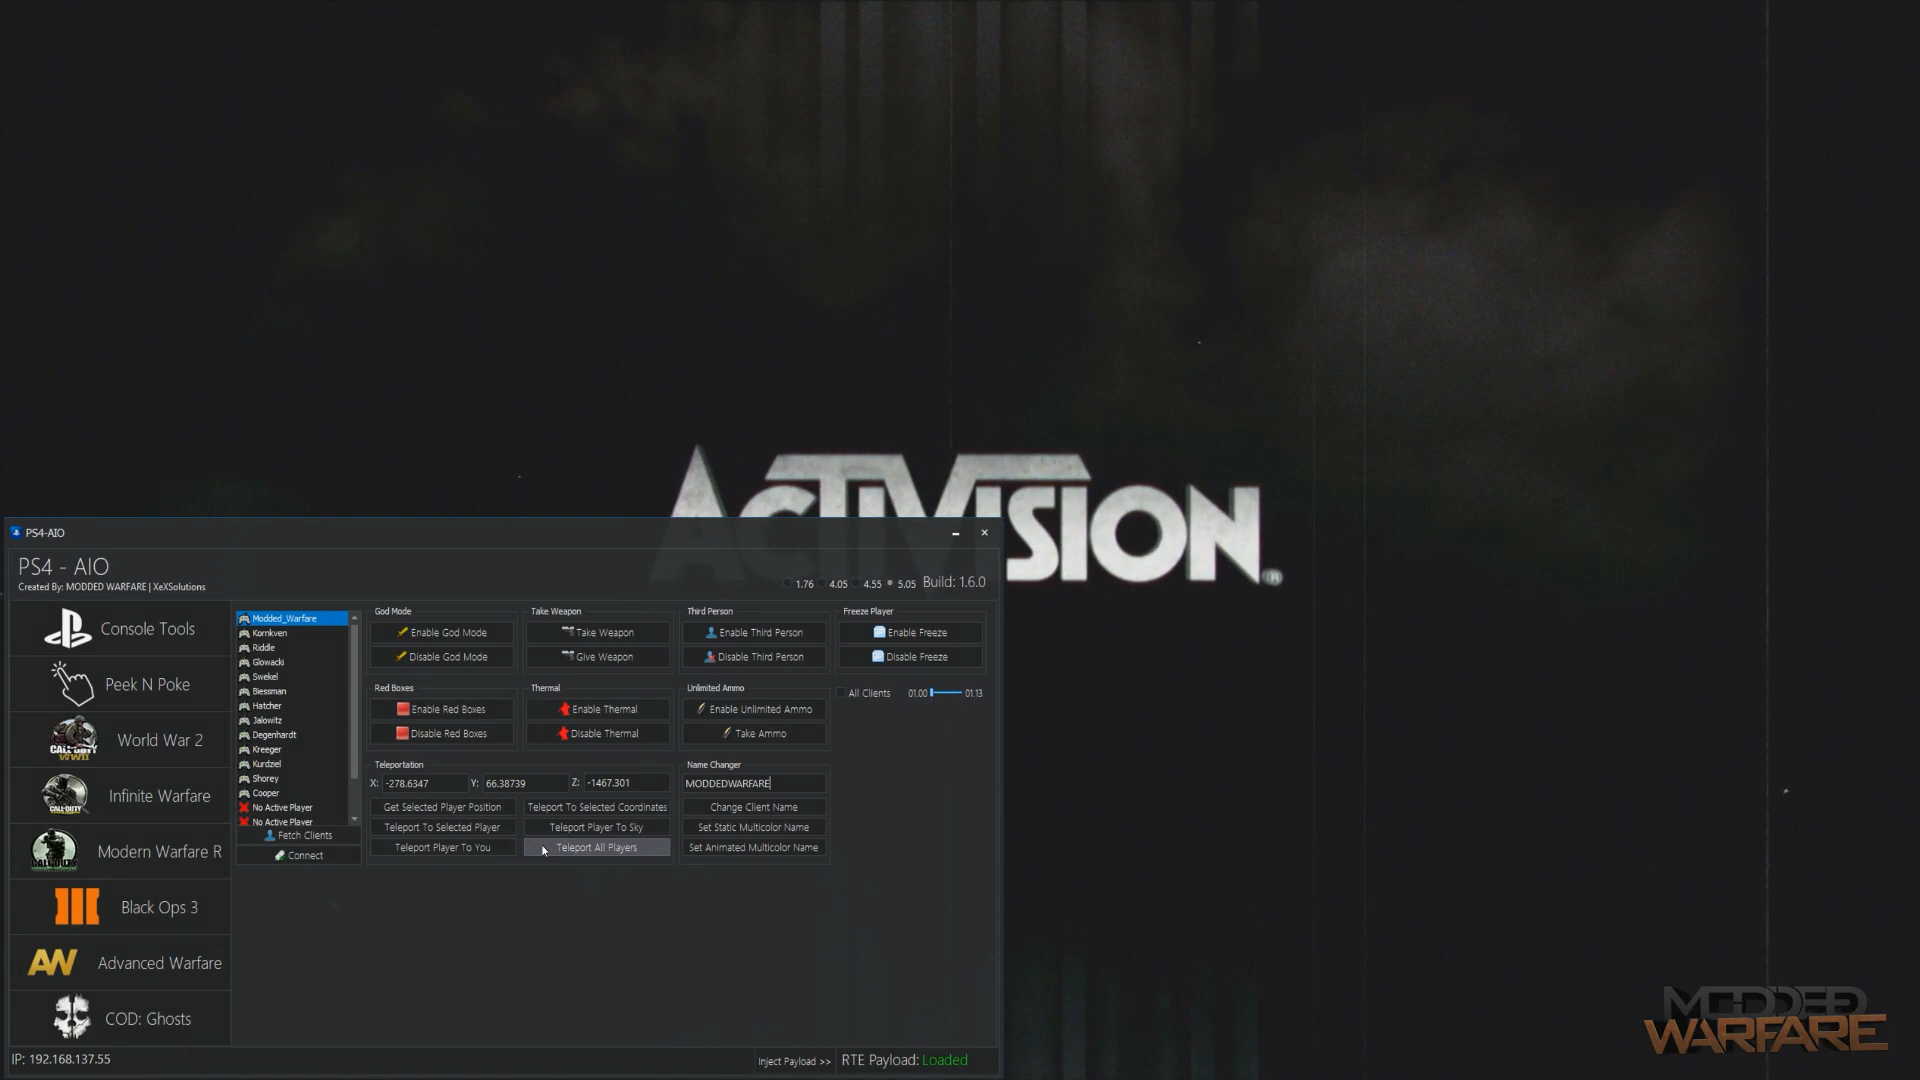 ACTIVISION®
PS4-AIO
PS4 - AIO
Created By: MODDED WARFARE | XeXSolutions
1.76 4.05 4.55 5.05 Build: 1.6.0
Console Tools
Peek N Poke
CALL DUTY WWII
World War 2
Infinite Warfare
Modern Warfare R
Black Ops 3
AW
Advanced Warfare
COD: Ghosts
Modded_Warfare
Kornkven
Riddle
Glowacki
Swekel
Biessman
Hatcher
Jalowitz
Degenhardt
Kreeger
Kurdziel
Shorey
Cooper
No Active Player
No Active Player
Fetch Clients
Connect
God Mode
Enable God Mode
Disable God Mode
Take Weapon
Take Weapon
Give Weapon
Third Person
Enable Third Person
Disable Third Person
Freeze Player
Enable Freeze
Disable Freeze
Red Boxes
Enable Red Boxes
Disable Red Boxes
Thermal
Enable Thermal
Disable Thermal
Unlimited Ammo
Enable Unlimited Ammo
Take Ammo
All Clients 01.00 01.13
Teleportation
X: -278.6347 Y: 66.38739 Z: -1467.301
Get Selected Player Position
Teleport To Selected Coordinates
Teleport To Selected Player
Teleport Player To Sky
Teleport Player To You
Teleport All Players
Name Changer
MODDEDWARFARE
Change Client Name
Set Static Multicolor Name
Set Animated Multicolor Name
IP: 192.168.137.55
Inject Payload >>
RTE Payload: Loaded
MODDED
WARFARE